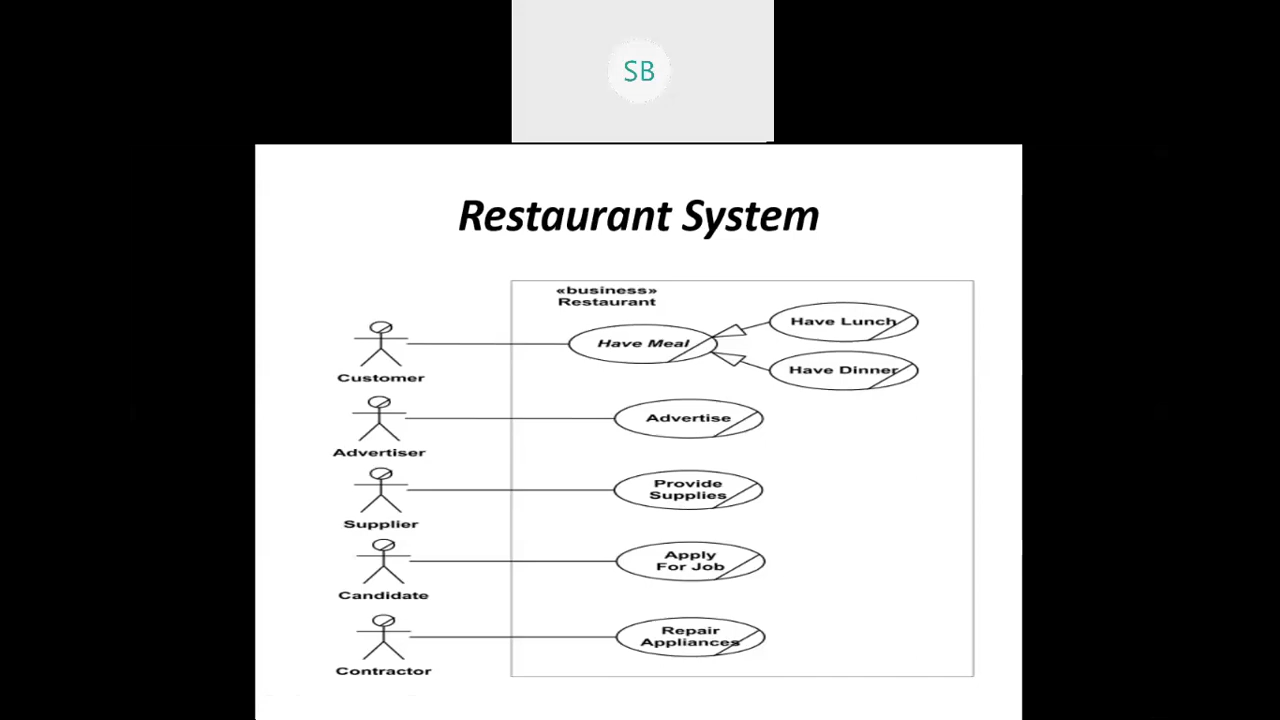 SB
Restaurant System
«business»
Restaurant
Have Lunch
Have Meal
Have Dinner
Customer
Advertise
Advertiser
Provide
Supplies
Supplier
Apply
For Job
Candidate
Repair
Appliances
Contractor